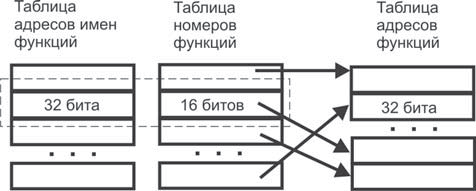 Таблица
адресов имен
функций
Таблица
номеров
функций
Таблица
адресов
функций
32 бита
16 битов
32 бита
. . .
. . .
. . .